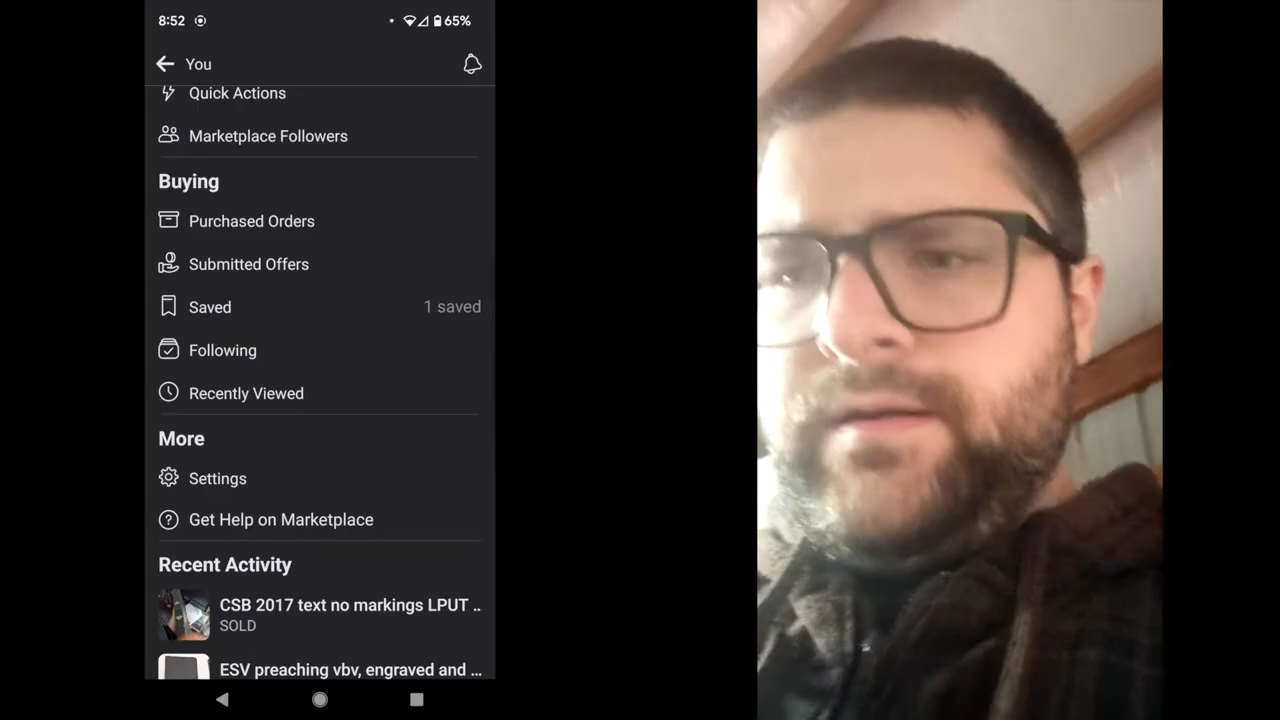 8:52 65%
You
Quick Actions
Marketplace Followers
Buying
Purchased Orders
Submitted Offers
Saved 1 saved
Following
Recently Viewed
More
Settings
Get Help on Marketplace
Recent Activity
CSB 2017 text no markings LPUT ..
SOLD
ESV preaching vbv, engraved and ...